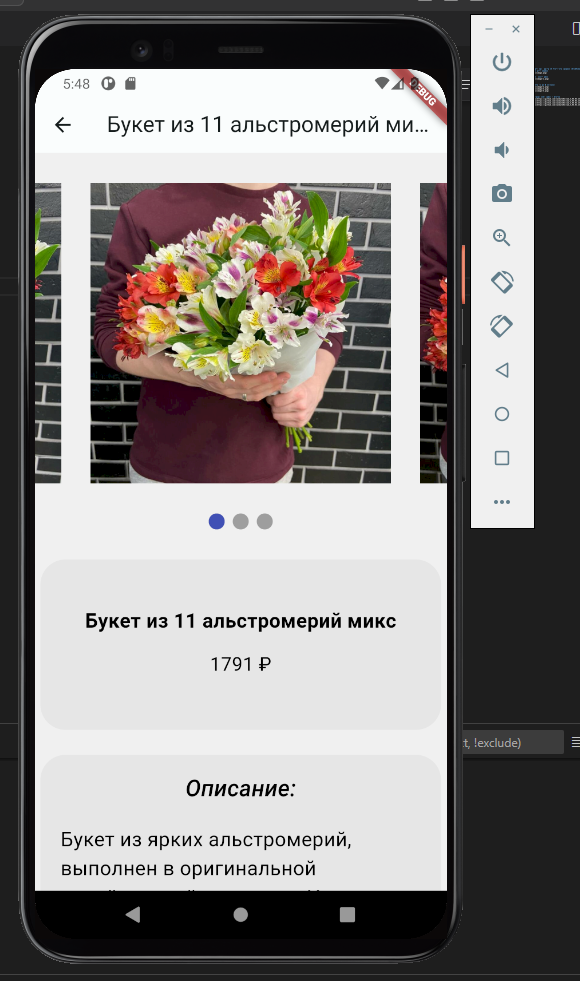 5:48
DEBUG
Букет из 11 альстромерий ми...
Букет из 11 альстромерий микс
1791 ₽
Описание:
Букет из ярких альстромерий,
выполнен в оригинальной
t, !exclude)